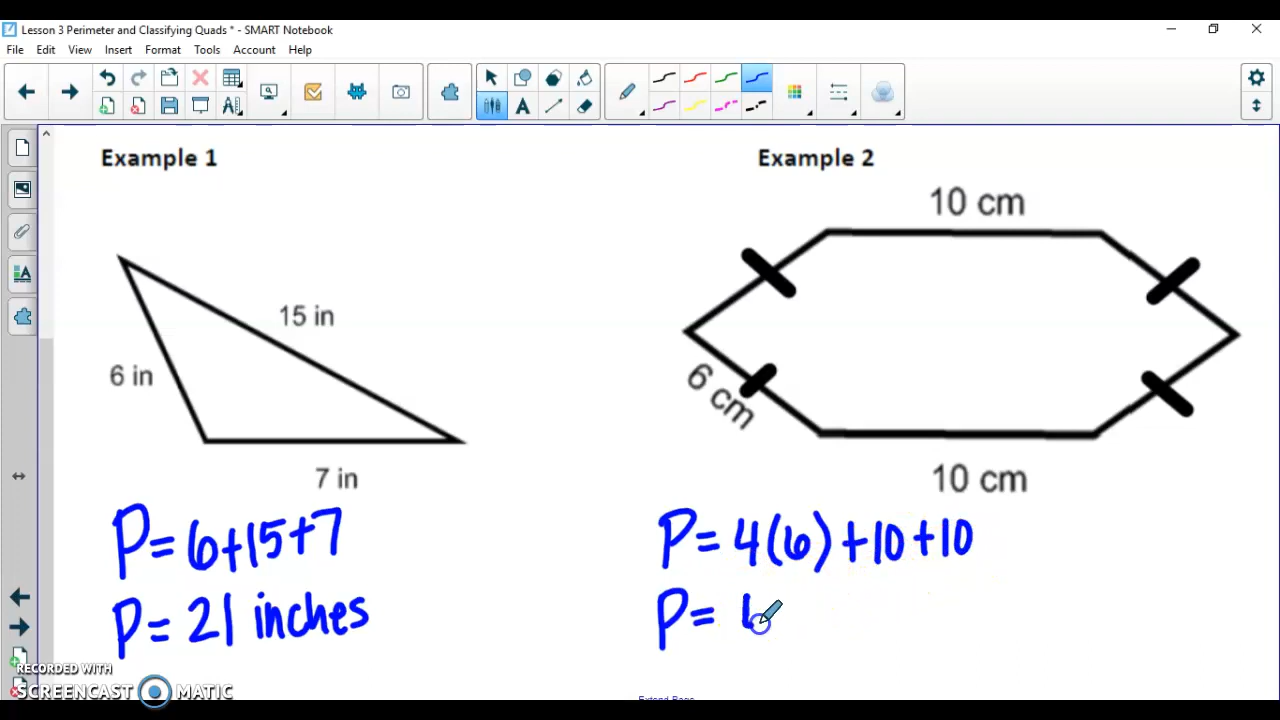 Lesson 3 Perimeter and Classifying Quads * - SMART Notebook
File Edit View Insert Format Tools Account Help
Example 1
Example 2
10 cm
15 in
6 in
6 cm
7 in
10 cm
P= 6+15+7
P= 4(6)+10+10
P= 21 inches
P=
RECORDED WITH
SCREENCAST MATIC
Extend Page